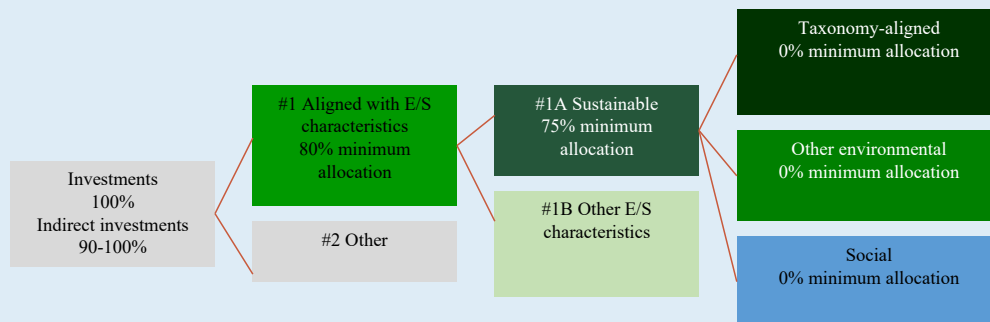 Investments
100%
Indirect investments
90-100%
#1 Aligned with E/S
characteristics
80% minimum
allocation
#2 Other
#1A Sustainable
75% minimum
allocation
#1B Other E/S
characteristics
Taxonomy-aligned
0% minimum allocation
Other environmental
0% minimum allocation
Social
0% minimum allocation